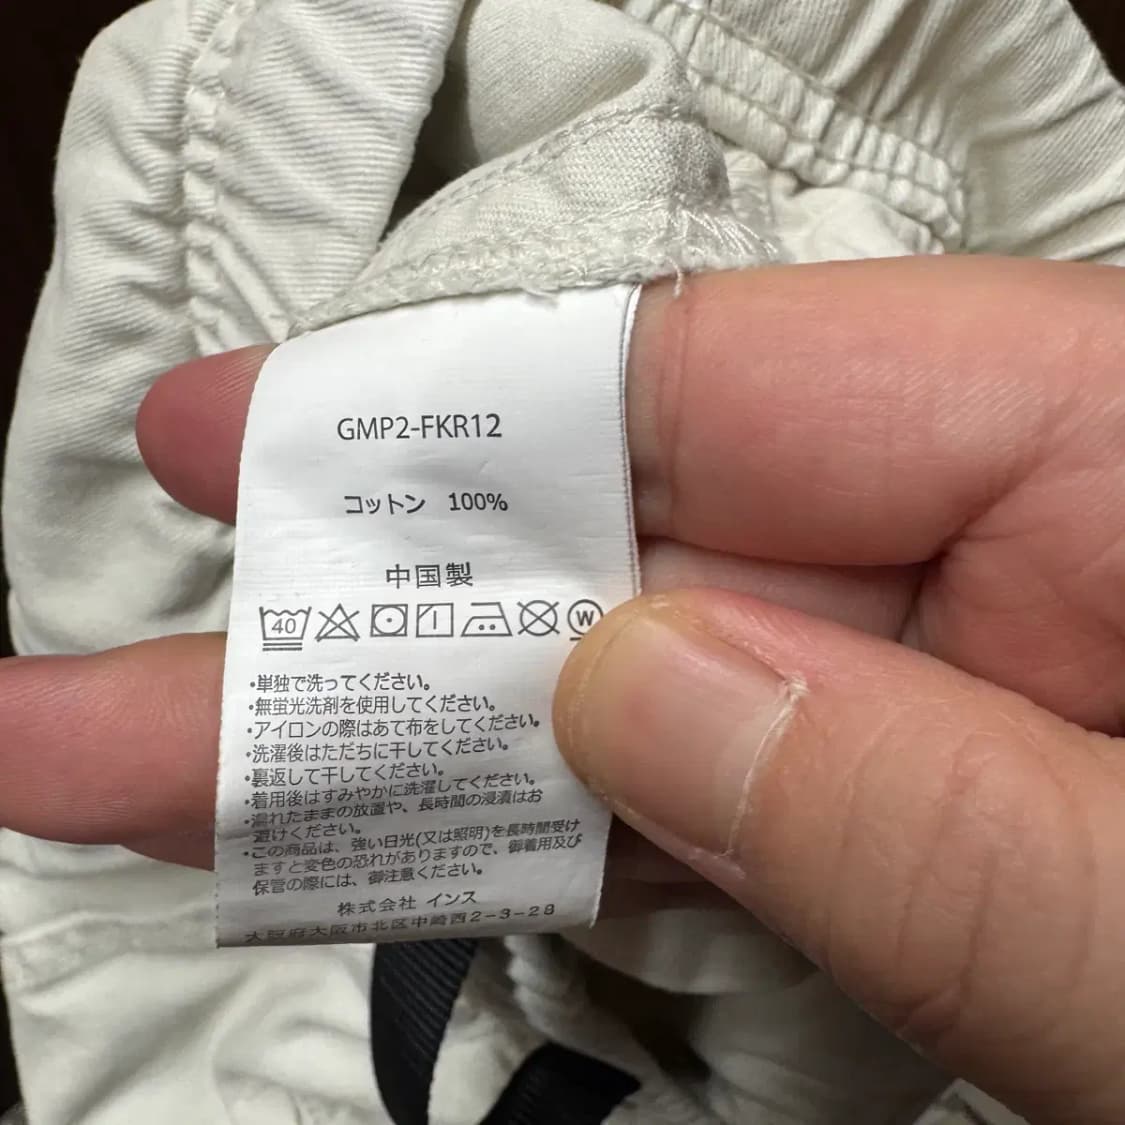 GMP2-FKR12
コットン 100%
中国製
40 W
・単独で洗ってください。
・無蛍光洗剤を使用してください。
・アイロンの際はあて布をしてください。
・洗濯後はただちに干してください。
・裏返して干してください。
・着用後はすみやかに洗濯してください。
・濡れたままの放置や、長時間の浸漬はお
避けください。
・この商品は、強い日光(又は照明)を長時間受け
ますと変色の恐れがありますので、御着用及び
保管の際には、御注意ください。
株式会社 インス
大阪府大阪市北区中崎西2-3-28